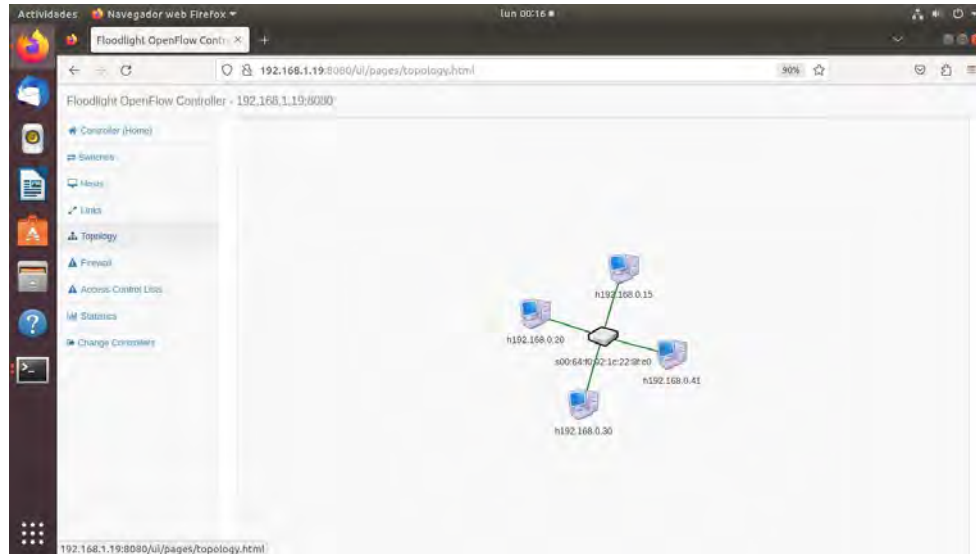 Actividades Navegador web Firefox lun 00:16
Floodlight OpenFlow Contr
192.168.1.19:8080/ui/pages/topology.html 90%
Floodlight OpenFlow Controller - 192.168.1.19:8080
Controller (Home)
Switches
Hosts
Links
Topology
Firewall
Access Control Lists
Statistics
Change Controllers
h192.168.0.15
h192.168.0.20
h192.168.0.41
h192.168.0.30
192.168.1.19:8080/ui/pages/topology.html